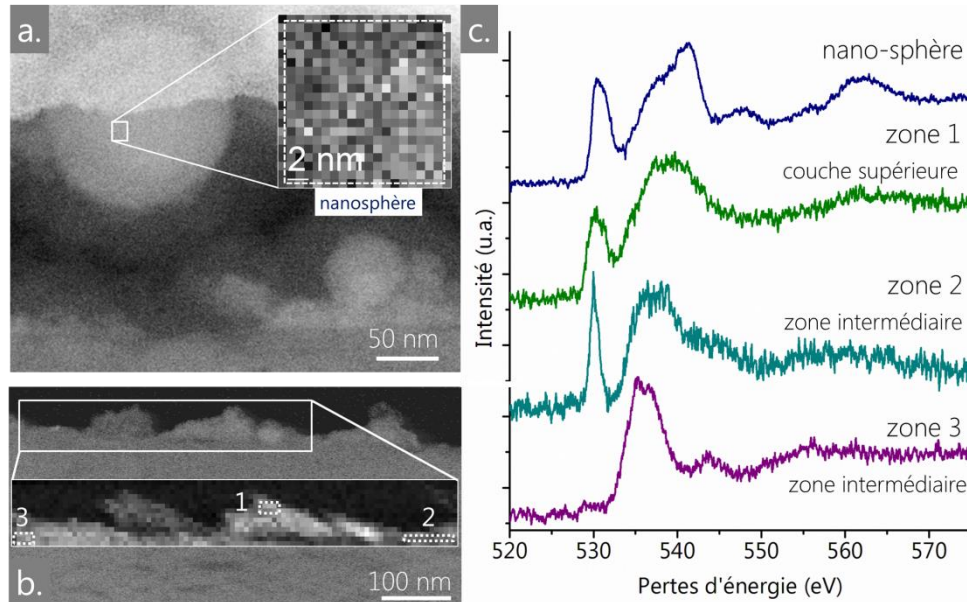 a.
2 nm
nanosphère
50 nm
1
3
2
b.
100 nm
c.
nano-sphère
zone 1
couche supérieure
zone 2
zone intermédiaire
zone 3
zone intermédiaire
Intensité (u.a.)
520 530 540 550 560 570
Pertes d'énergie (eV)